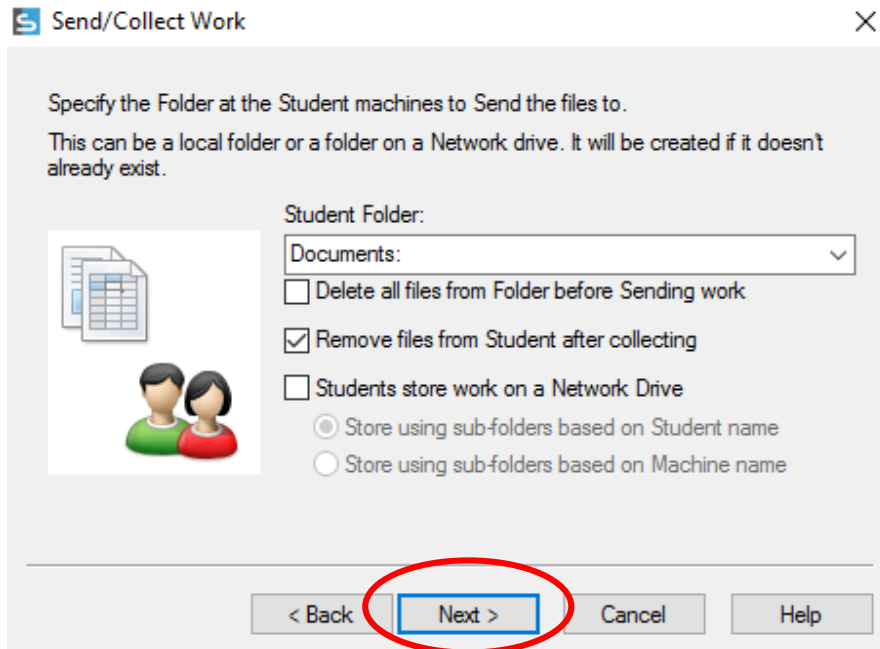 Send/Collect Work
Specify the Folder at the Student machines to Send the files to.
This can be a local folder or a folder on a Network drive. It will be created if it doesn't
already exist.
Student Folder:
Documents:
Delete all files from Folder before Sending work
Remove files from Student after collecting
Students store work on a Network Drive
Store using sub-folders based on Student name
Store using sub-folders based on Machine name
< Back
Next >
Cancel
Help